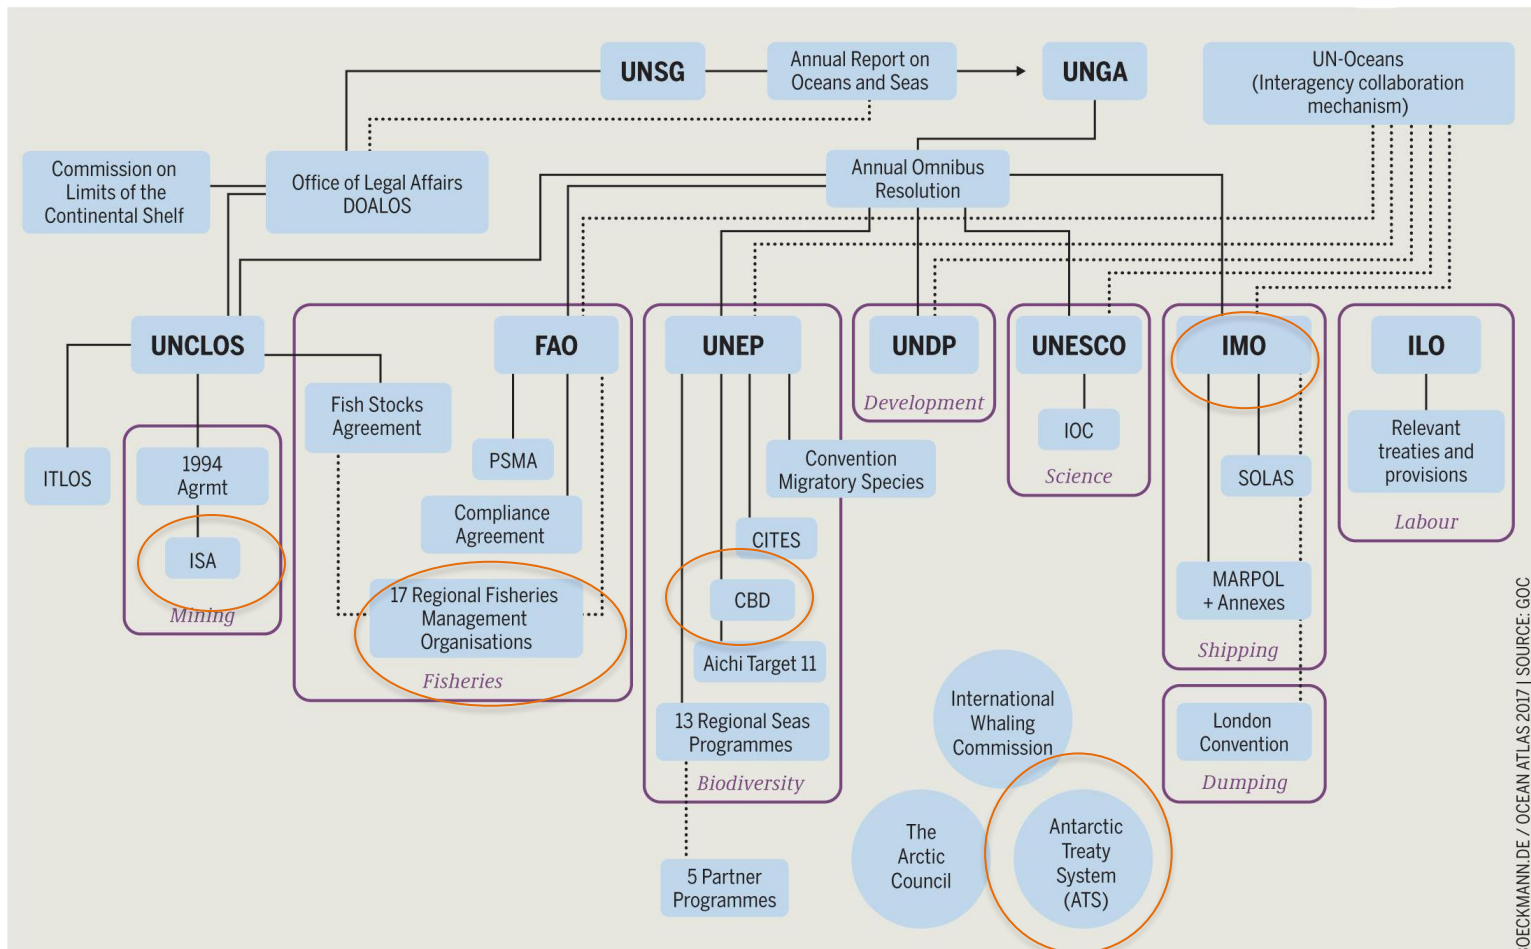 UNSG
Annual Report on
Oceans and Seas
UNGA
UN-Oceans
(Interagency collaboration
mechanism)
Commission on
Limits of the
Continental Shelf
Office of Legal Affairs
DOALOS
Annual Omnibus
Resolution
UNCLOS
FAO
UNEP
UNDP
UNESCO
IMO
ILO
Fish Stocks
Agreement
Development
IOC
Relevant
treaties and
provisions
ITLOS
1994
Agrmt
PSMA
Convention
Migratory Species
Science
SOLAS
Labour
Compliance
Agreement
CITES
ISA
Mining
17 Regional Fisheries
Management
Organisations
Fisheries
CBD
Aichi Target 11
MARPOL
+ Annexes
Shipping
13 Regional Seas
Programmes
Biodiversity
International
Whaling
Commission
London
Convention
Dumping
5 Partner
Programmes
The
Arctic
Council
Antarctic
Treaty
System
(ATS)
OECKMANN.DE / OCEAN ATLAS 2017 | SOURCE: GOC